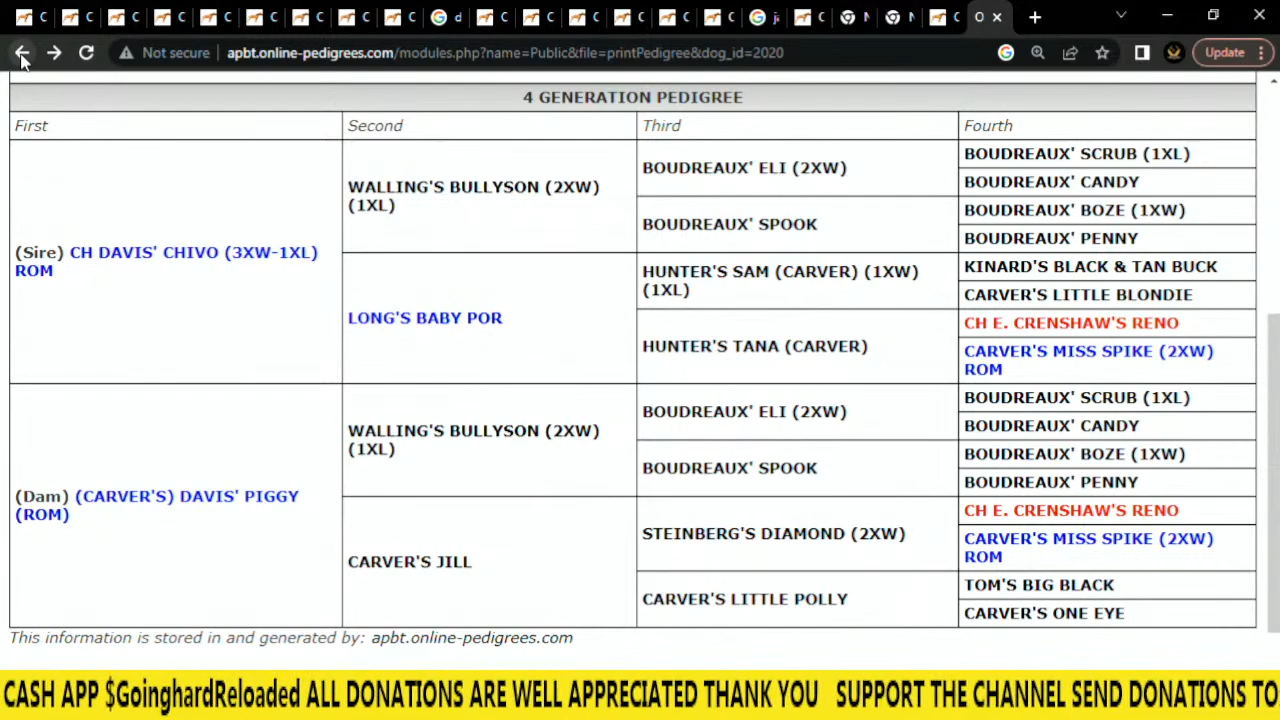 C C C C C C C C C d C C C C C C ji C N N C O
Not secure apbt.online-pedigrees.com/modules.php?name=Public&file=printPedigree&dog_id=2020 Update
4 GENERATION PEDIGREE
First Second Third Fourth
(Sire) CH DAVIS' CHIVO (3XW-1XL)
ROM
WALLING'S BULLYSON (2XW)
(1XL)
BOUDREAUX' ELI (2XW)
BOUDREAUX' SCRUB (1XL)
BOUDREAUX' CANDY
BOUDREAUX' SPOOK
BOUDREAUX' BOZE (1XW)
BOUDREAUX' PENNY
LONG'S BABY POR
HUNTER'S SAM (CARVER) (1XW)
(1XL)
KINARD'S BLACK & TAN BUCK
CARVER'S LITTLE BLONDIE
HUNTER'S TANA (CARVER)
CH E. CRENSHAW'S RENO
CARVER'S MISS SPIKE (2XW)
ROM
(Dam) (CARVER'S) DAVIS' PIGGY
(ROM)
WALLING'S BULLYSON (2XW)
(1XL)
BOUDREAUX' ELI (2XW)
BOUDREAUX' SCRUB (1XL)
BOUDREAUX' CANDY
BOUDREAUX' SPOOK
BOUDREAUX' BOZE (1XW)
BOUDREAUX' PENNY
CARVER'S JILL
STEINBERG'S DIAMOND (2XW)
CH E. CRENSHAW'S RENO
CARVER'S MISS SPIKE (2XW)
ROM
CARVER'S LITTLE POLLY
TOM'S BIG BLACK
CARVER'S ONE EYE
This information is stored in and generated by: apbt.online-pedigrees.com
CASH APP $GoinghardReloaded ALL DONATIONS ARE WELL APPRECIATED THANK YOU SUPPORT THE CHANNEL SEND DONATIONS TO